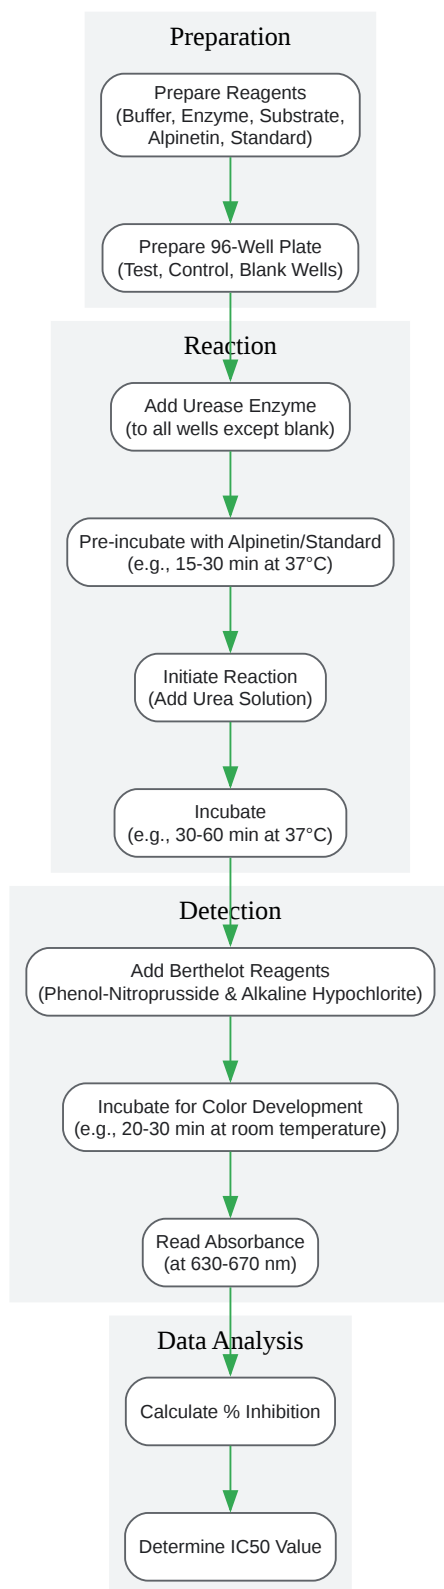 Preparation
Prepare Reagents
(Buffer, Enzyme, Substrate,
Alpinetin, Standard)
Prepare 96-Well Plate
(Test, Control, Blank Wells)
Reaction
Add Urease Enzyme
(to all wells except blank)
Pre-incubate with Alpinetin/Standard
(e.g., 15-30 min at 37°C)
Initiate Reaction
(Add Urea Solution)
Incubate
(e.g., 30-60 min at 37°C)
Detection
Add Berthelot Reagents
(Phenol-Nitroprusside & Alkaline Hypochlorite)
Incubate for Color Development
(e.g., 20-30 min at room temperature)
Read Absorbance
(at 630-670 nm)
Data Analysis
Calculate % Inhibition
Determine IC50 Value